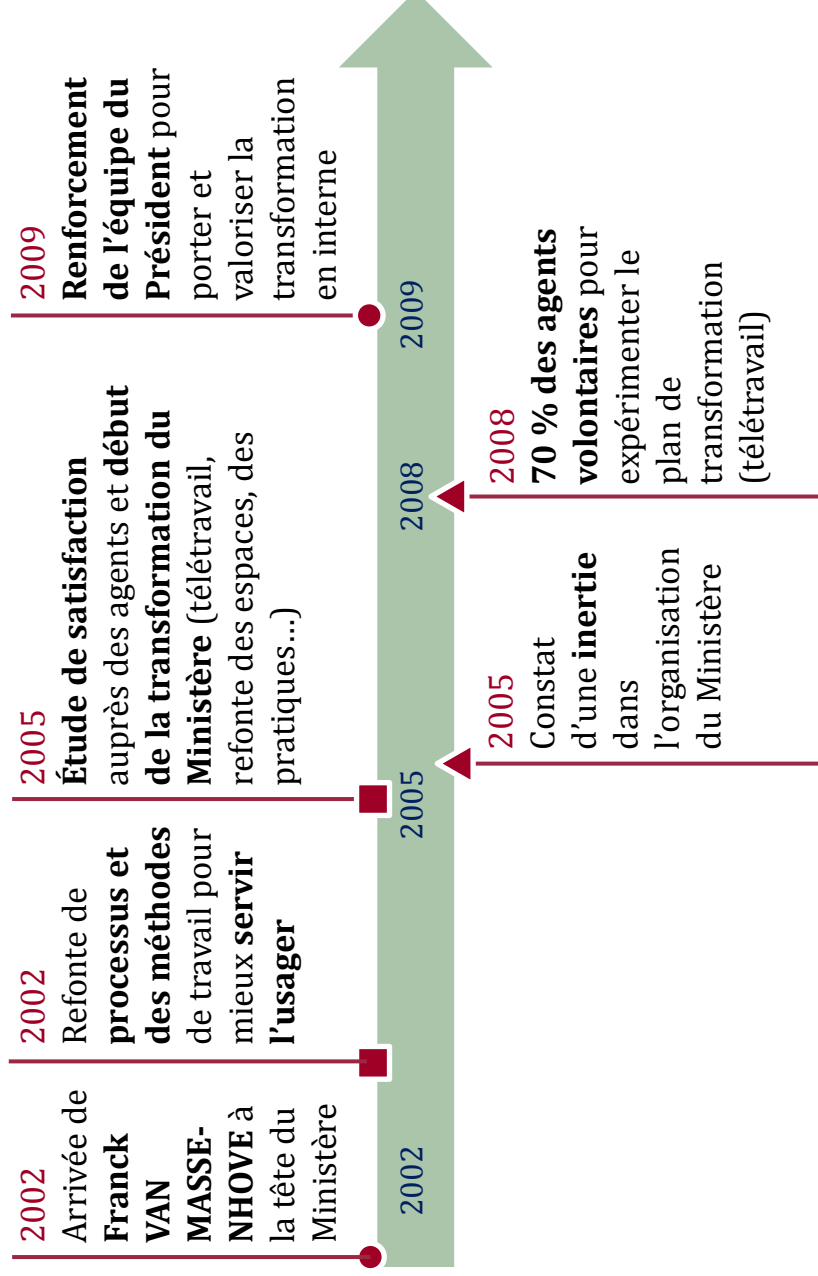 2002
Arrivée de
Franck
VAN
MASSE-
NHOVE à
la tête du
Ministère
2002
Refonte de
processus et
des méthodes
de travail pour
mieux servir
l'usager
2005
Étude de satisfaction
auprès des agents et début
de la transformation du
Ministère (télétravail,
refonte des espaces, des
pratiques...)
2009
Renforcement
de l'équipe du
Président pour
porter et
valoriser la
transformation
en interne
2002
2005
2008
2009
2005
Constat
d'une inertie
dans
l'organisation
du Ministère
2008
70 % des agents
volontaires pour
expérimenter le
plan de
transformation
(télétravail)